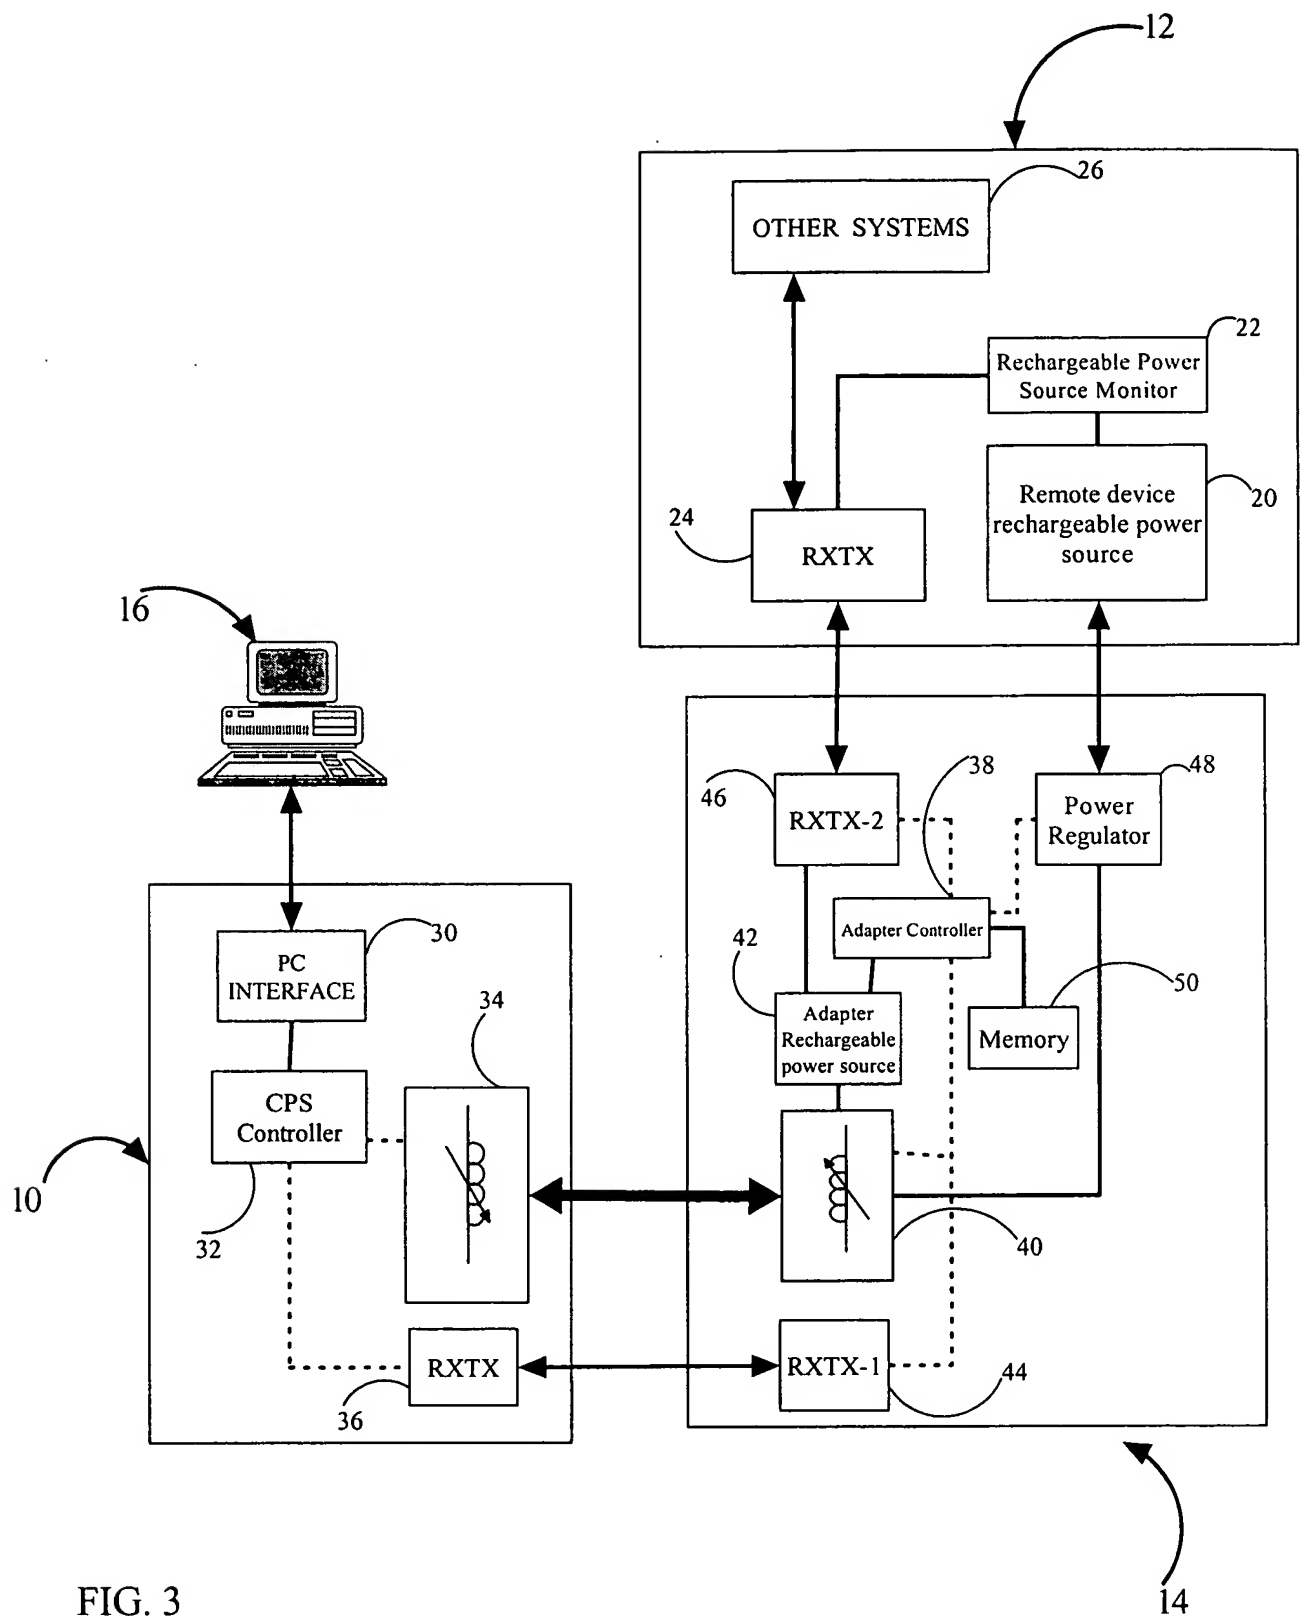 12
26
OTHER SYSTEMS
22
Rechargeable Power
Source Monitor
20
Remote device
rechargeable power
source
24
RXTX
16
46
38
48
RXTX-2
Power
Regulator
30
PC
INTERFACE
42
Adapter Controller
50
34
Adapter
Rechargeable
power source
Memory
CPS
Controller
10
32
40
RXTX
RXTX-1
36
44
14
FIG. 3